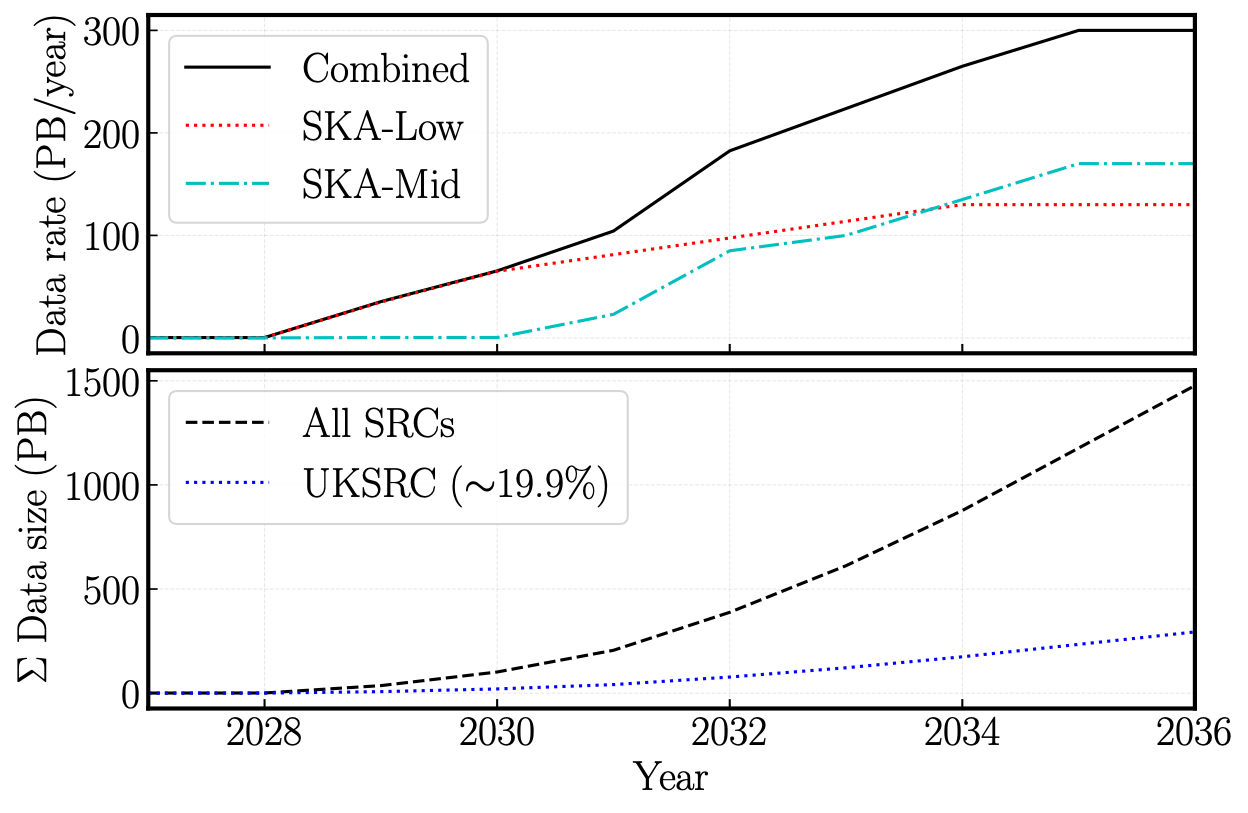 300
200
100
0
Data rate (PB/year)
Combined
SKA-Low
SKA-Mid
1500
1000
500
0
Σ Data size (PB)
All SRCs
UKSRC (~19.9%)
2028 2030 2032 2034 2036
Year